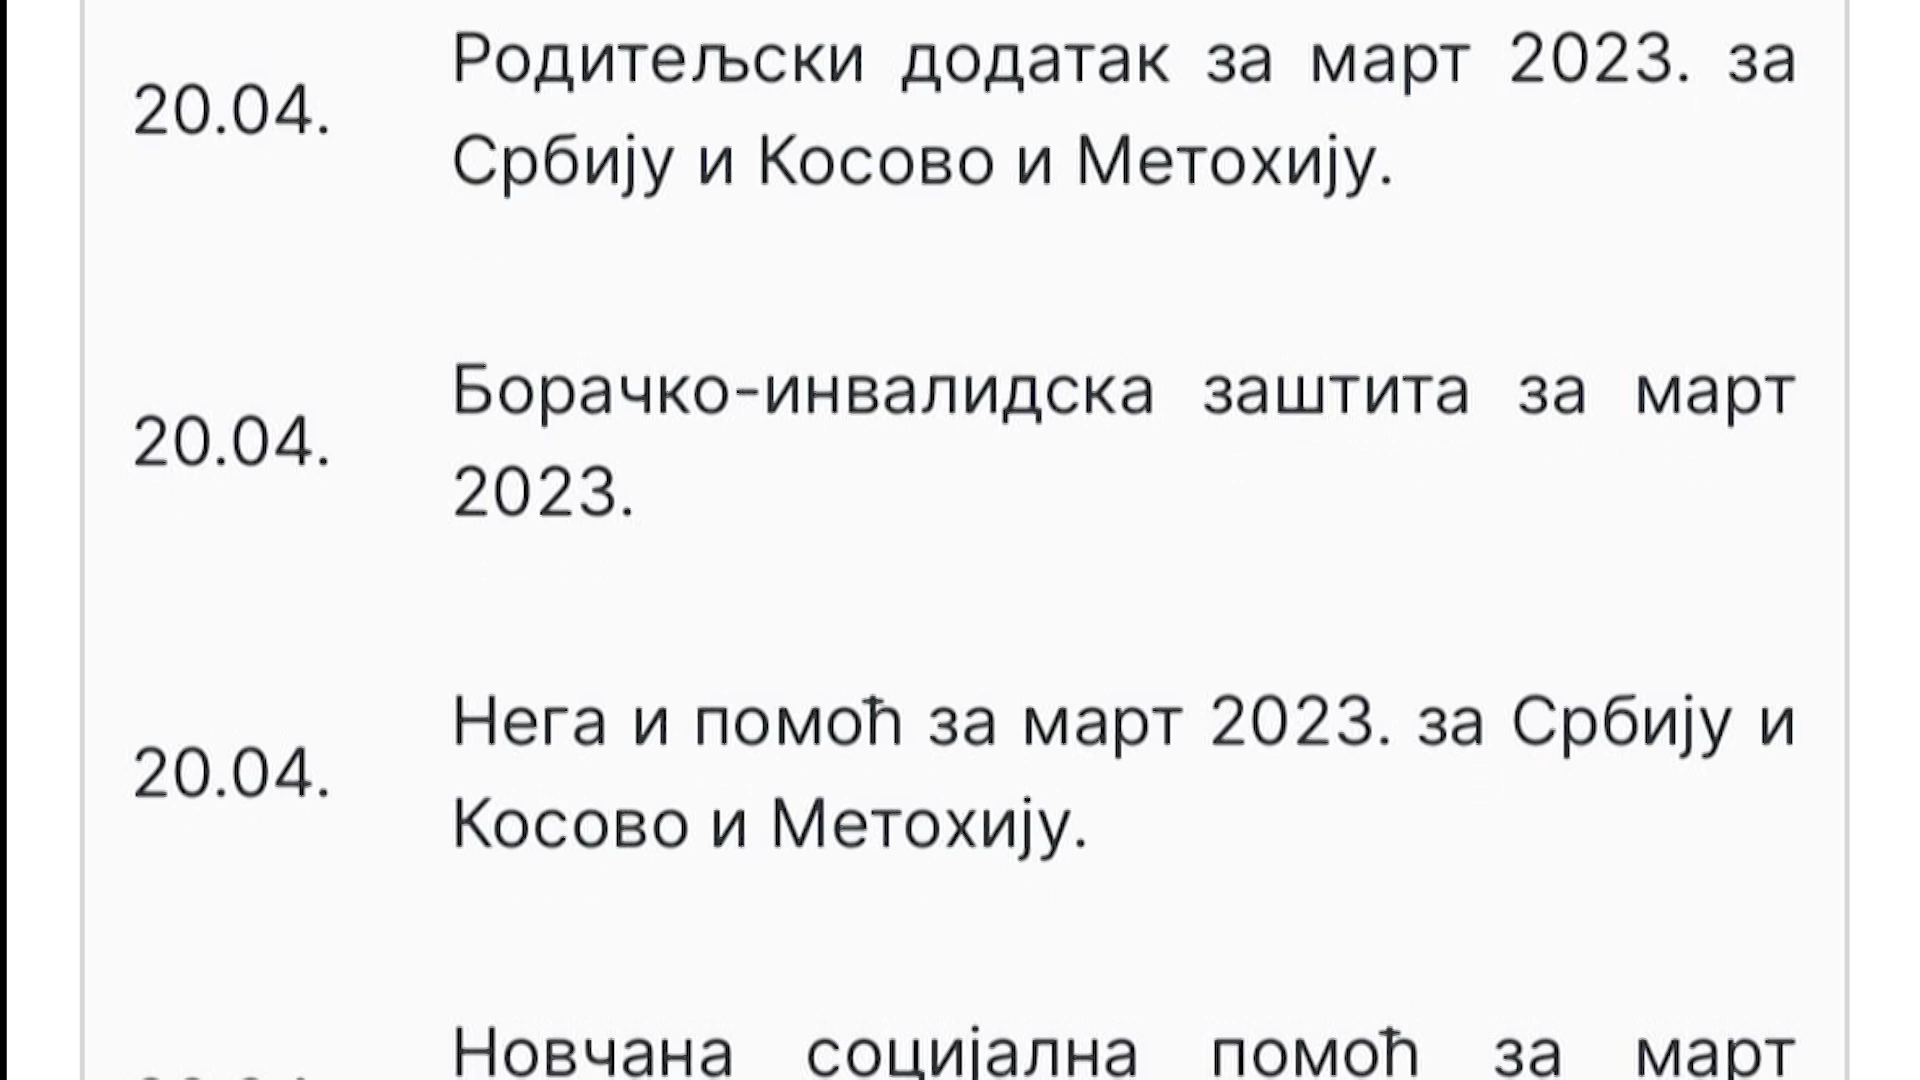 20.04.
Родитељски додатак за март 2023. за
Србију и Косово и Метохију.
20.04.
Борачко-инвалидска заштита за март
2023.
20.04.
Нега и помоћ за март 2023. за Србију и
Косово и Метохију.
Новчана социјална помоћ за март